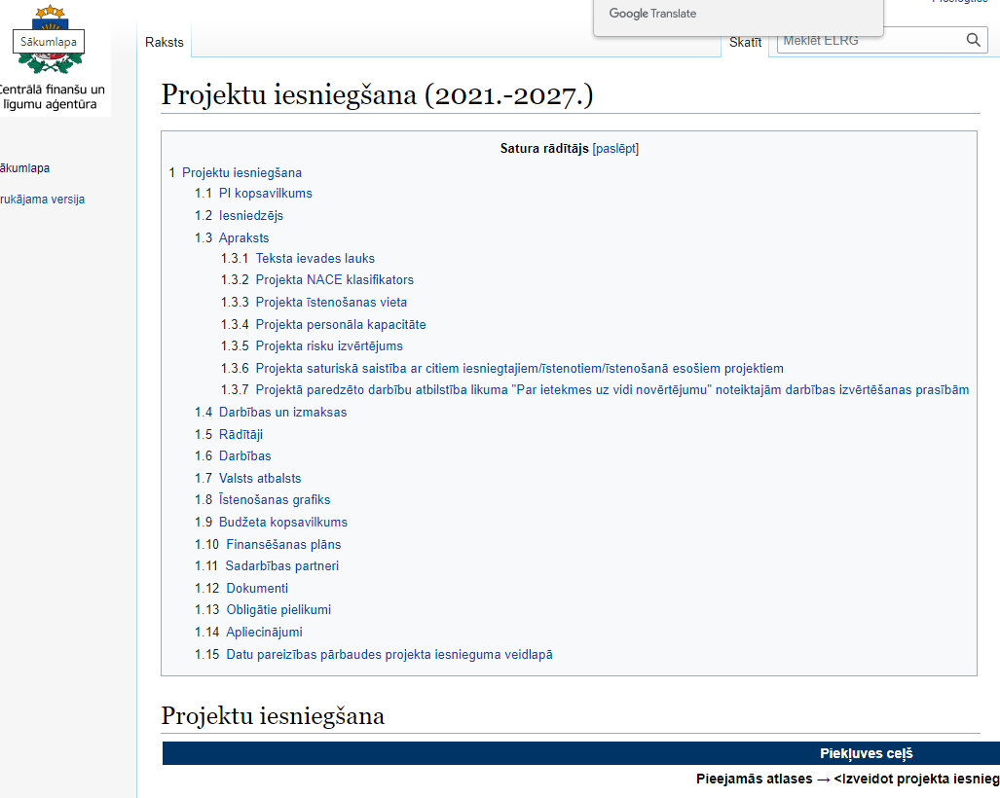 Google Translate
Sākumlapa
Centrālā finanšu un
līgumu aģentūra
Raksts
Skatīt
Meklēt ELRG
Projektu iesniegšana (2021.-2027.)
ākumlapa
rukājama versija
Satura rādītājs [paslēpt]
1 Projektu iesniegšana
1.1 PI kopsavilkums
1.2 Iesniedzējs
1.3 Apraksts
1.3.1 Teksta ievades lauks
1.3.2 Projekta NACE klasifikators
1.3.3 Projekta īstenošanas vieta
1.3.4 Projekta personāla kapacitāte
1.3.5 Projekta risku izvērtējums
1.3.6 Projekta saturiskā saistība ar citiem iesniegtajiem/īstenotiem/īstenošanā esošiem projektiem
1.3.7 Projektā paredzēto darbību atbilstība likuma "Par ietekmes uz vidi novērtējumu" noteiktajām darbības izvērtēšanas prasībām
1.4 Darbības un izmaksas
1.5 Rādītāji
1.6 Darbības
1.7 Valsts atbalsts
1.8 Īstenošanas grafiks
1.9 Budžeta kopsavilkums
1.10 Finansēšanas plāns
1.11 Sadarbības partneri
1.12 Dokumenti
1.13 Obligātie pielikumi
1.14 Apliecinājumi
1.15 Datu pareizības pārbaudes projekta iesnieguma veidlapā
Projektu iesniegšana
Piekļuves ceļš
Pieejamās atlases → <Izveidot projekta iesnieg